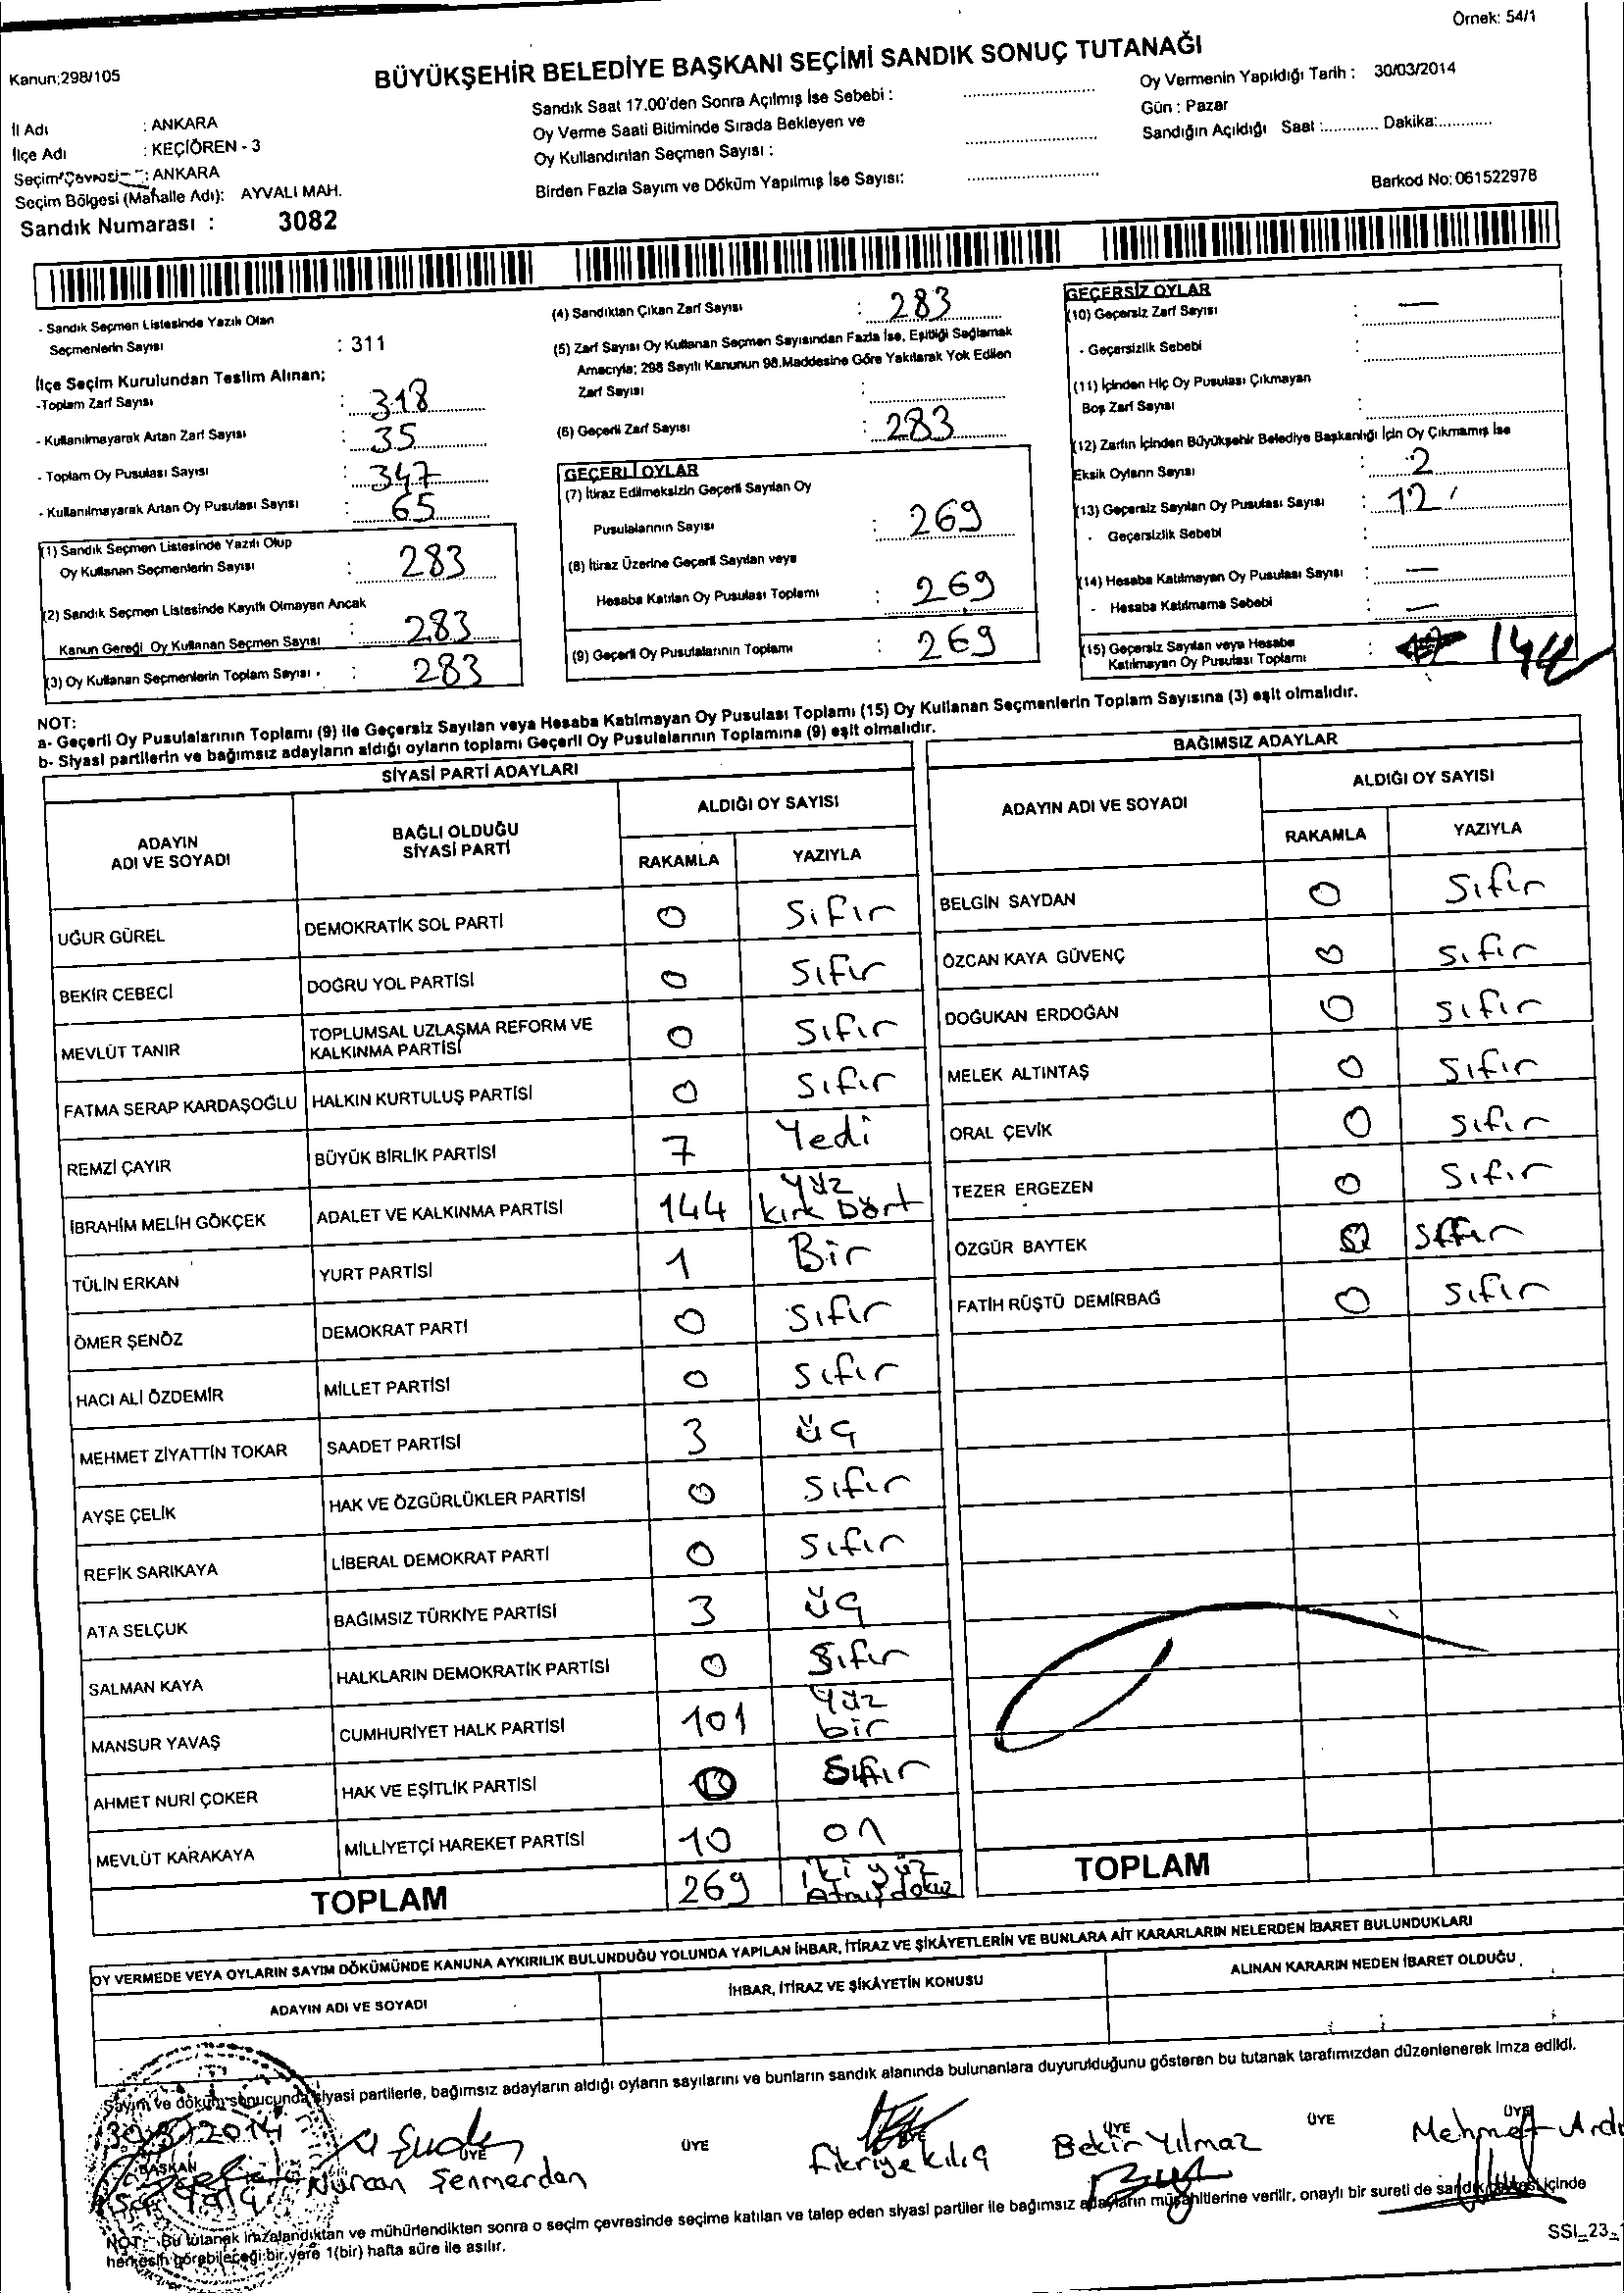 Örnek: 54/1
Kanun:298/105
BÜYÜKŞEHİR BELEDİYE BAŞKANI SEÇİMİ SANDIK SONUÇ TUTANAĞI
İl Adı : ANKARA
İlçe Adı : KEÇİÖREN - 3
Seçim Çevresi : ANKARA
Seçim Bölgesi (Mahalle Adı): AYVALI MAH.
Sandık Numarası : 3082
Sandık Saat 17.00'den Sonra Açılmış İse Sebebi :
Oy Verme Saati Bitiminde Sırada Bekleyen ve
Oy Kullandırılan Seçmen Sayısı :
Birden Fazla Sayım ve Döküm Yapılmış İse Sayısı:
Oy Vermenin Yapıldığı Tarih : 30/03/2014
Gün : Pazar
Sandığın Açıldığı Saat :............ Dakika:............
Barkod No: 061522978
- Sandık Seçmen Listesinde Yazılı Olan
Seçmenlerin Sayısı : 311
İlçe Seçim Kurulundan Teslim Alınan;
-Toplam Zarf Sayısı : 318
- Kullanılmayarak Artan Zarf Sayısı : 35
- Toplam Oy Pusulası Sayısı : 347
- Kullanılmayarak Artan Oy Pusulası Sayısı : 65
(1) Sandık Seçmen Listesinde Yazılı Olup
Oy Kullanan Seçmenlerin Sayısı : 283
(2) Sandık Seçmen Listesinde Kayıtlı Olmayan Ancak
Kanun Gereği Oy Kullanan Seçmen Sayısı : 283
(3) Oy Kullanan Seçmenlerin Toplam Sayısı : 283
(4) Sandıktan Çıkan Zarf Sayısı : 283
(5) Zarf Sayısı Oy Kullanan Seçmen Sayısından Fazla İse, Eşitliği Sağlamak
Amacıyla; 298 Sayılı Kanunun 98.Maddesine Göre Yakılarak Yok Edilen
Zarf Sayısı :
(6) Geçerli Zarf Sayısı : 283
GEÇERLİ OYLAR
(7) İtiraz Edilmeksizin Geçerli Sayılan Oy
Pusulalarının Sayısı : 269
(8) İtiraz Üzerine Geçerli Sayılan veya
Hesaba Katılan Oy Pusulası Toplamı : 269
(9) Geçerli Oy Pusulalarının Toplamı : 269
GEÇERSİZ OYLAR
(10) Geçersiz Zarf Sayısı : —
- Geçersizlik Sebebi :
(11) İçinden Hiç Oy Pusulası Çıkmayan
Boş Zarf Sayısı :
(12) Zarfın İçinden Büyükşehir Belediye Başkanlığı İçin Oy Çıkmamış İse
Eksik Oyların Sayısı : 2
(13) Geçersiz Sayılan Oy Pusulası Sayısı : 12
- Geçersizlik Sebebi :
(14) Hesaba Katılmayan Oy Pusulası Sayısı : —
- Hesaba Katılmama Sebebi : —
(15) Geçersiz Sayılan veya Hesaba
Katılmayan Oy Pusulası Toplamı :
NOT:
a- Geçerli Oy Pusulalarının Toplamı (9) ile Geçersiz Sayılan veya Hesaba Katılmayan Oy Pusulası Toplamı (15) Oy Kullanan Seçmenlerin Toplam Sayısına (3) eşit olmalıdır.
b- Siyasi partilerin ve bağımsız adayların aldığı oyların toplamı Geçerli Oy Pusulalarının Toplamına (9) eşit olmalıdır.
SİYASİ PARTİ ADAYLARI
ADAYIN ADI VE SOYADI
BAĞLI OLDUĞU SİYASİ PARTİ
ALDIĞI OY SAYISI
RAKAMLA YAZIYLA
UĞUR GÜREL DEMOKRATİK SOL PARTİ 0 Sıfır
BEKİR CEBECİ DOĞRU YOL PARTİSİ 0 Sıfır
MEVLÜT TANIR TOPLUMSAL UZLAŞMA REFORM VE KALKINMA PARTİSİ 0 Sıfır
FATMA SERAP KARDAŞOĞLU HALKIN KURTULUŞ PARTİSİ 0 Sıfır
REMZİ ÇAYIR BÜYÜK BİRLİK PARTİSİ 7 Yedi
İBRAHİM MELİH GÖKÇEK ADALET VE KALKINMA PARTİSİ 144 Yüz kırk Dört
TÜLİN ERKAN YURT PARTİSİ 1 Bir
ÖMER ŞENÖZ DEMOKRAT PARTİ 0 Sıfır
HACI ALİ ÖZDEMİR MİLLET PARTİSİ 0 Sıfır
MEHMET ZİYATTİN TOKAR SAADET PARTİSİ 3 üç
AYŞE ÇELİK HAK VE ÖZGÜRLÜKLER PARTİSİ 0 Sıfır
REFİK SARIKAYA LİBERAL DEMOKRAT PARTİ 0 Sıfır
ATA SELÇUK BAĞIMSIZ TÜRKİYE PARTİSİ 3 üç
SALMAN KAYA HALKLARIN DEMOKRATİK PARTİSİ 0 Sıfır
MANSUR YAVAŞ CUMHURİYET HALK PARTİSİ 101 Yüz bir
AHMET NURİ ÇOKER HAK VE EŞİTLİK PARTİSİ 0 Sıfır
MEVLÜT KARAKAYA MİLLİYETÇİ HAREKET PARTİSİ 10 on
TOPLAM 269 iki yüz Atmış dokuz
BAĞIMSIZ ADAYLAR
ADAYIN ADI VE SOYADI
ALDIĞI OY SAYISI
RAKAMLA YAZIYLA
BELGİN SAYDAN 0 Sıfır
ÖZCAN KAYA GÜVENÇ 0 Sıfır
DOĞUKAN ERDOĞAN 0 Sıfır
MELEK ALTINTAŞ 0 Sıfır
ORAL ÇEVİK 0 Sıfır
TEZER ERGEZEN 0 Sıfır
ÖZGÜR BAYTEK Sıfır
FATİH RÜŞTÜ DEMİRBAĞ 0 Sıfır
TOPLAM
OY VERMEDE VEYA OYLARIN SAYIM DÖKÜMÜNDE KANUNA AYKIRILIK BULUNDUĞU YOLUNDA YAPILAN İHBAR, İTİRAZ VE ŞİKÂYETLERİN VE BUNLARA AİT KARARLARIN NELERDEN İBARET BULUNDUKLARI
ADAYIN ADI VE SOYADI İHBAR, İTİRAZ VE ŞİKÂYETİN KONUSU ALINAN KARARIN NEDEN İBARET OLDUĞU
Sayım ve döküm sonucunda siyasi partilerle, bağımsız adayların aldığı oyların sayılarını ve bunların sandık alanında bulunanlara duyurulduğunu gösteren bu tutanak tarafımızdan düzenlenerek imza edildi.
BAŞKAN ÜYE ÜYE ÜYE ÜYE ÜYE
Nurcan Şenmerdan Fikriye Kılıç Bekir Yılmaz Mehmet
NOT: Bu tutanak imzalandıktan ve mühürlendikten sonra o seçim çevresinde seçime katılan ve talep eden siyasi partiler ile bağımsız adayların müşahitlerine verilir, onaylı bir sureti de sandık içinde
herkesin görebileceği bir yere 1(bir) hafta süre ile asılır.
SSI_23_